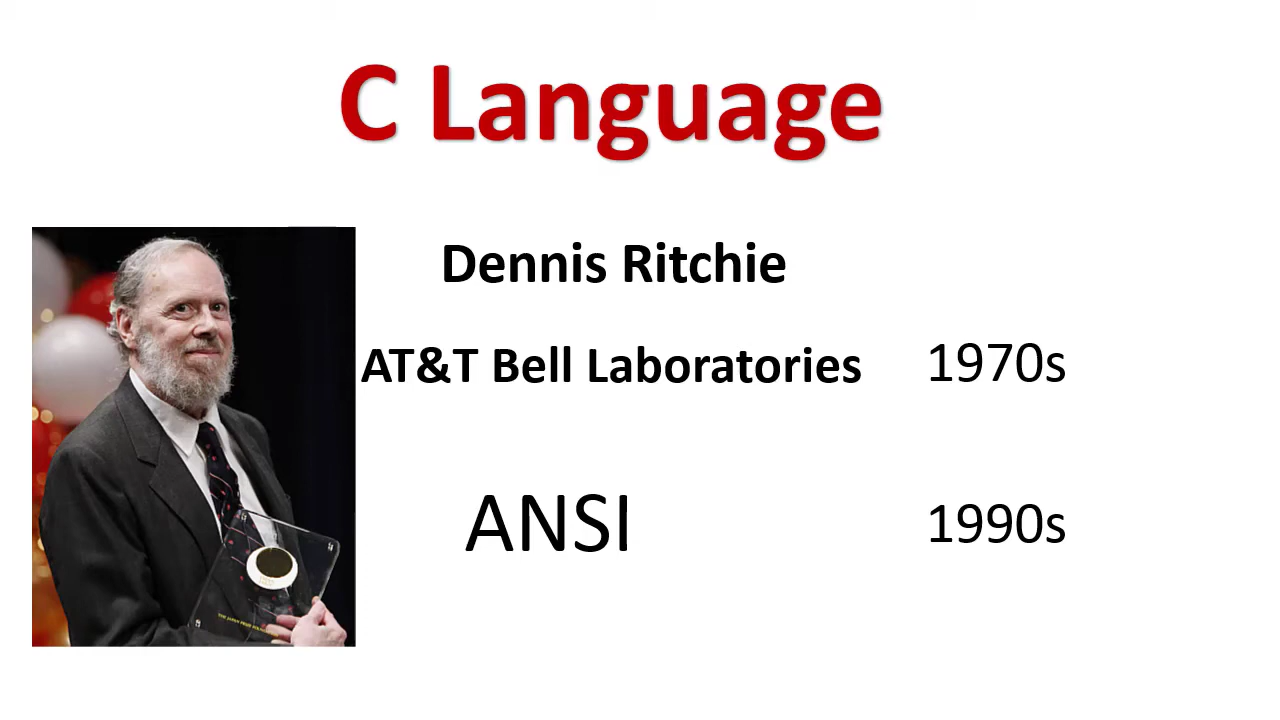 C Language
Dennis Ritchie
AT&T Bell Laboratories 1970s
ANSI 1990s